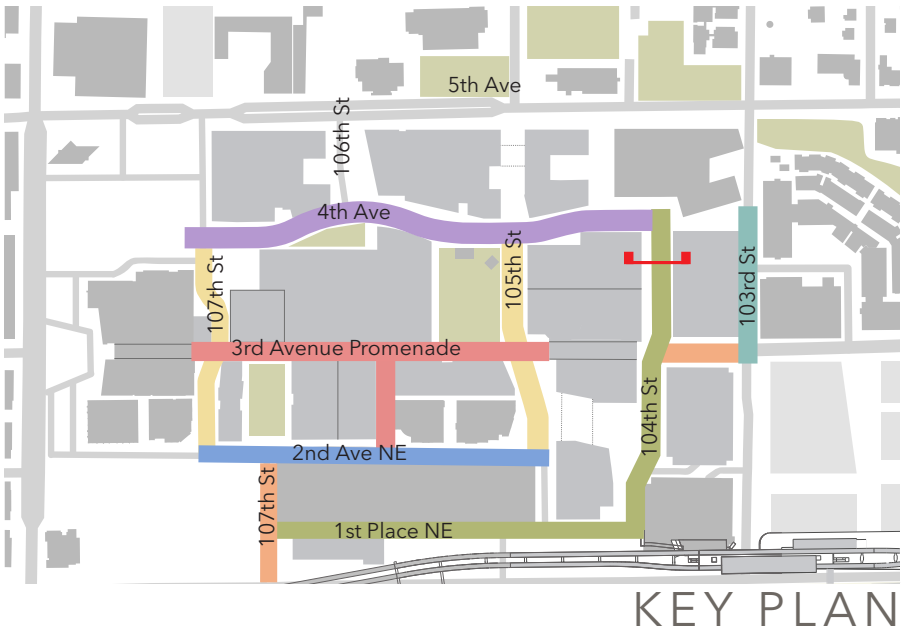 5th Ave
106th St
4th Ave
107th St
105th St
103rd St
3rd Avenue Promenade
104th St
2nd Ave NE
107th St
1st Place NE
KEY PLAN